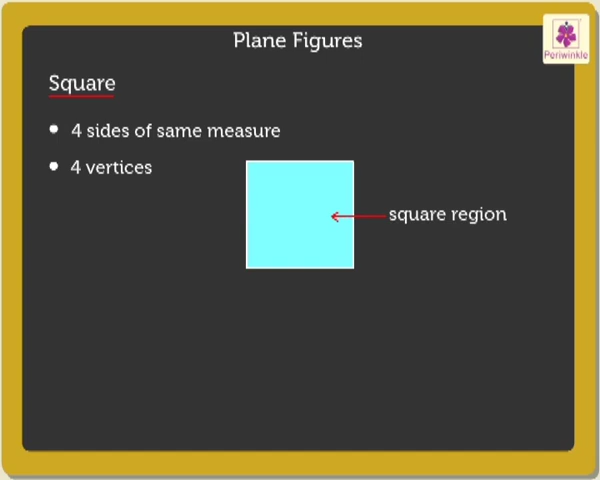 Plane Figures
Periwinkle
Square
4 sides of same measure
4 vertices
square region